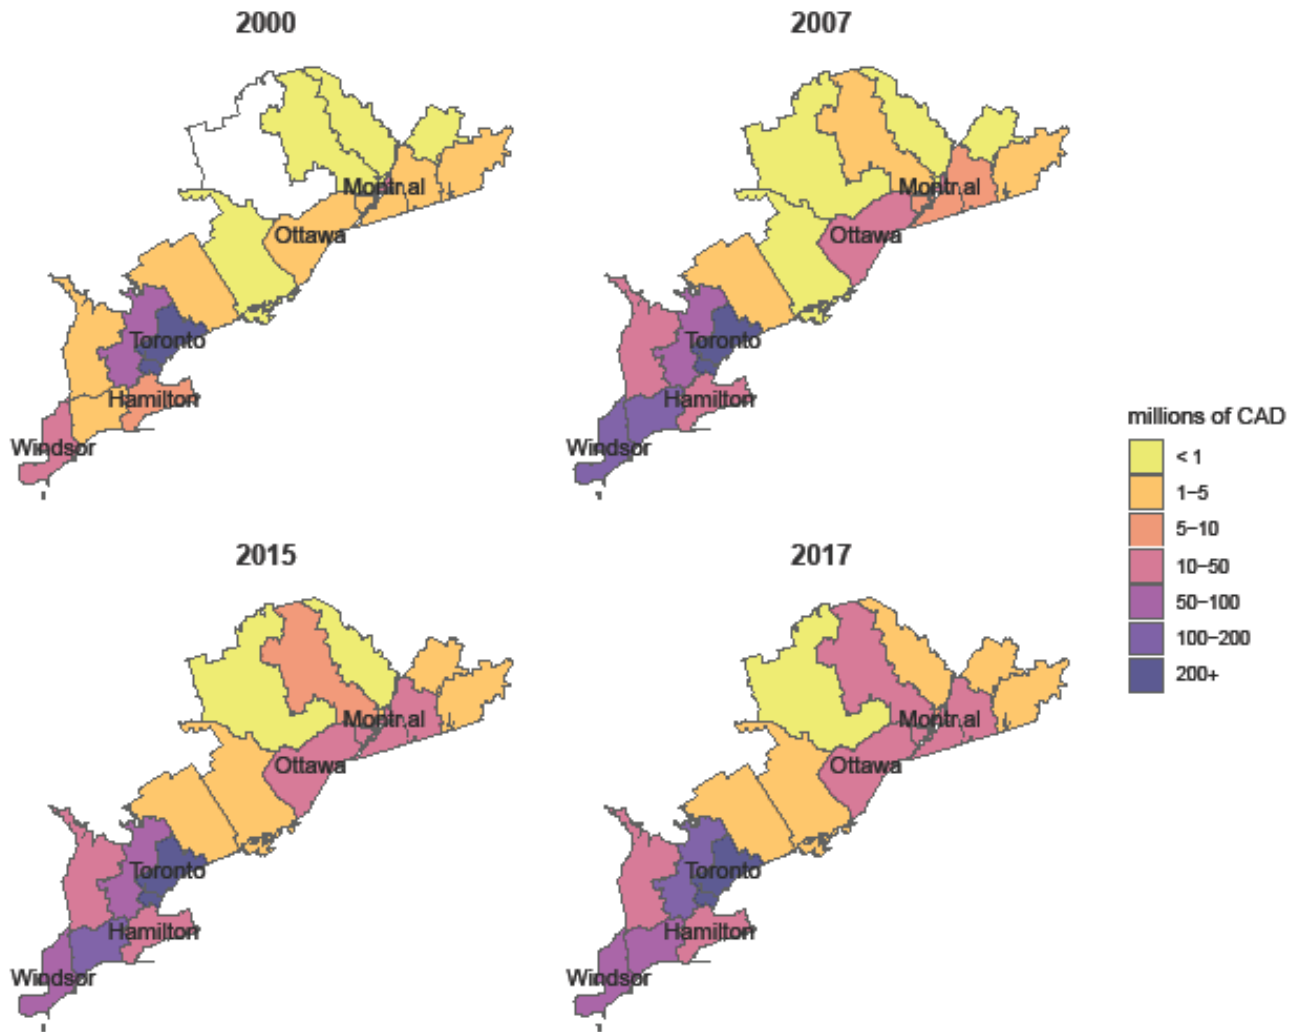 2000
2007
Montr.al
Ottawa
Toronto
Hamilton
Windsor
Montr.al
Ottawa
Toronto
Hamilton
Windsor
millions of CAD
< 1
1–5
5–10
10–50
50–100
100–200
200+
2015
2017
Montr.al
Ottawa
Toronto
Hamilton
Windsor
Montr.al
Ottawa
Toronto
Hamilton
Windsor